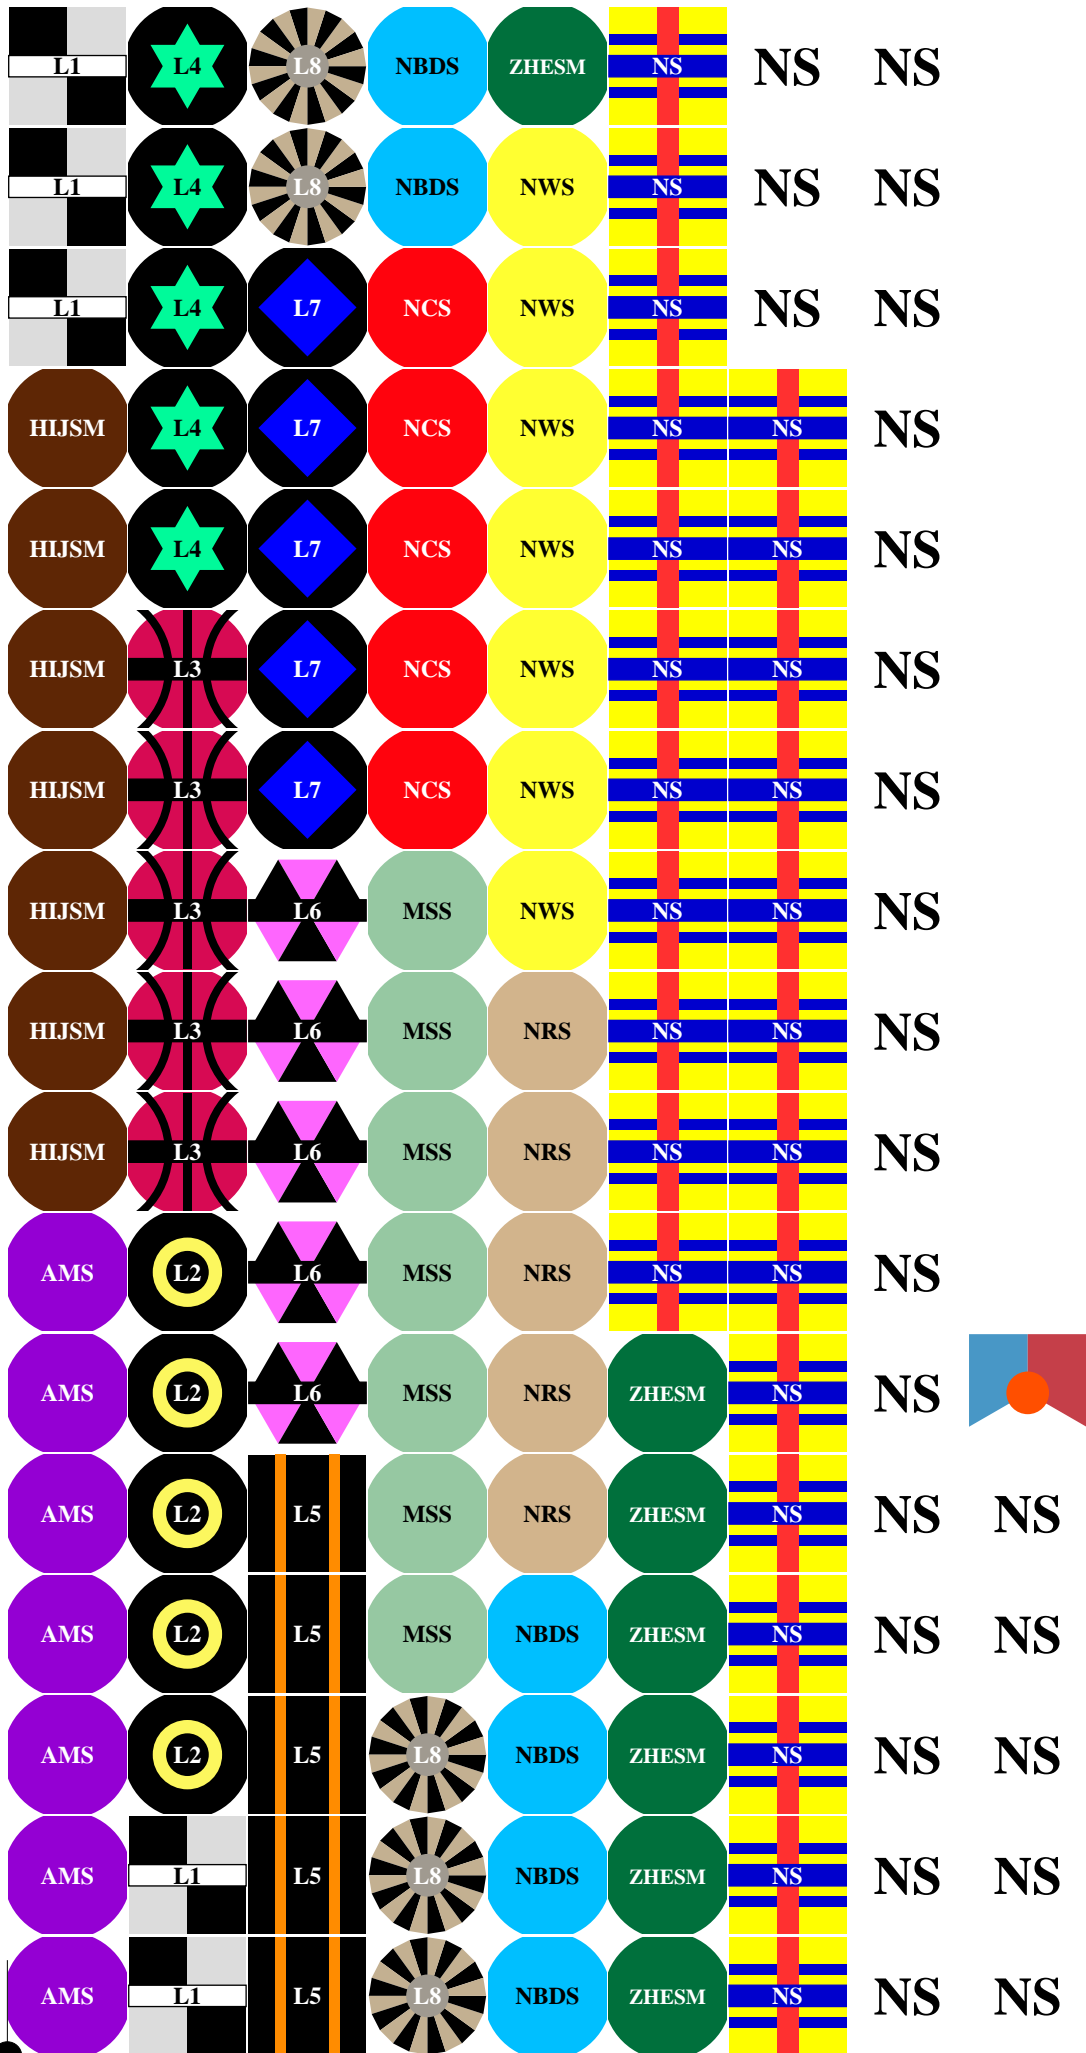 L1 L4 L8 NBDS ZHESM NS NS NS
L1 L4 L8 NBDS NWS NS NS NS
L1 L4 L7 NCS NWS NS NS NS
HIJSM L4 L7 NCS NWS NS NS NS
HIJSM L4 L7 NCS NWS NS NS NS
HIJSM L3 L7 NCS NWS NS NS NS
HIJSM L3 L7 NCS NWS NS NS NS
HIJSM L3 L6 MSS NWS NS NS NS
HIJSM L3 L6 MSS NRS NS NS NS
HIJSM L3 L6 MSS NRS NS NS NS
AMS L2 L6 MSS NRS NS NS NS
AMS L2 L6 MSS NRS ZHESM NS NS
AMS L2 L5 MSS NRS ZHESM NS NS NS
AMS L2 L5 MSS NBDS ZHESM NS NS NS
AMS L2 L5 L8 NBDS ZHESM NS NS NS
AMS L1 L5 L8 NBDS ZHESM NS NS NS
AMS L1 L5 L8 NBDS ZHESM NS NS NS